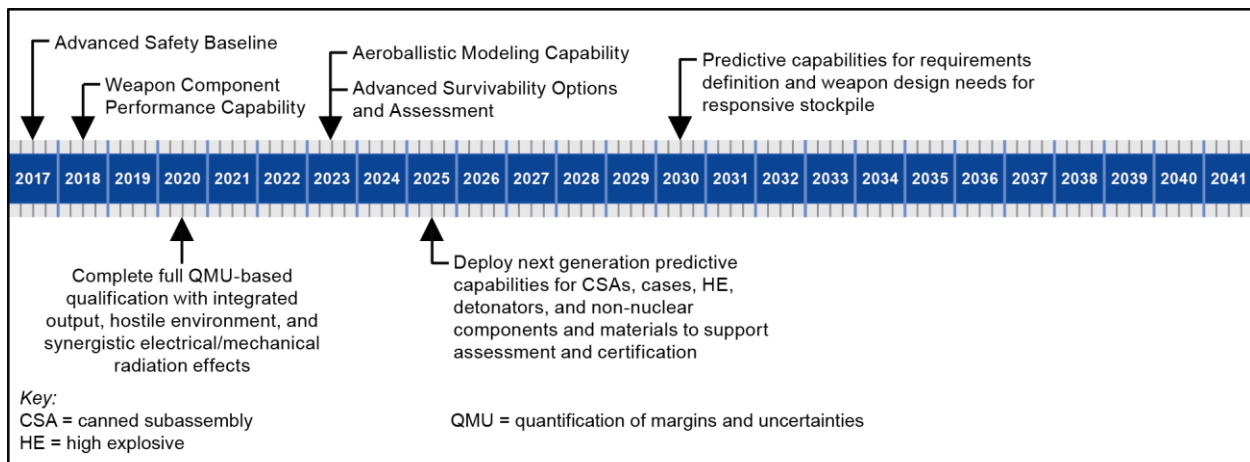 Advanced Safety Baseline
Weapon Component
Performance Capability
Aeroballistic Modeling Capability
Advanced Survivability Options
and Assessment
Predictive capabilities for requirements
definition and weapon design needs for
responsive stockpile
2017 2018 2019 2020 2021 2022 2023 2024 2025 2026 2027 2028 2029 2030 2031 2032 2033 2034 2035 2036 2037 2038 2039 2040 2041
Complete full QMU-based
qualification with integrated
output, hostile environment, and
synergistic electrical/mechanical
radiation effects
Deploy next generation predictive
capabilities for CSAs, cases, HE,
detonators, and non-nuclear
components and materials to support
assessment and certification
Key:
CSA = canned subassembly
HE = high explosive
QMU = quantification of margins and uncertainties